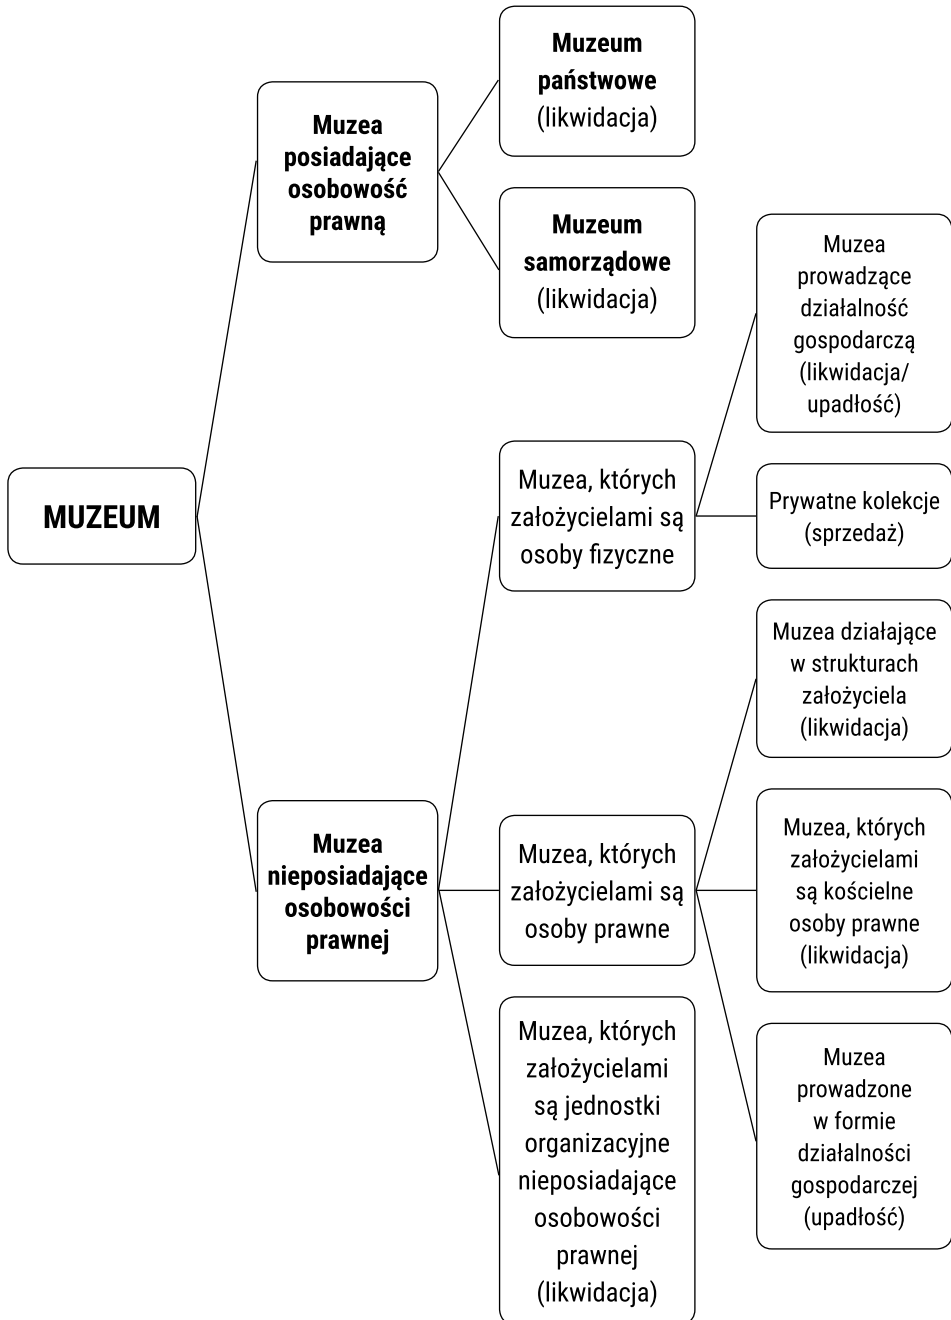 MUZEUM
Muzea
posiadające
osobowość
prawną
Muzeum
państwowe
(likwidacja)
Muzeum
samorządowe
(likwidacja)
Muzea
nieposiadające
osobowości
prawnej
Muzea, których
założycielami są
osoby fizyczne
Muzea
prowadzące
działalność
gospodarczą
(likwidacja/
upadłość)
Prywatne kolekcje
(sprzedaż)
Muzea, których
założycielami są
osoby prawne
Muzea działające
w strukturach
założyciela
(likwidacja)
Muzea, których
założycielami
są kościelne
osoby prawne
(likwidacja)
Muzea
prowadzone
w formie
działalności
gospodarczej
(upadłość)
Muzea, których
założycielami
są jednostki
organizacyjne
nieposiadające
osobowości
prawnej
(likwidacja)